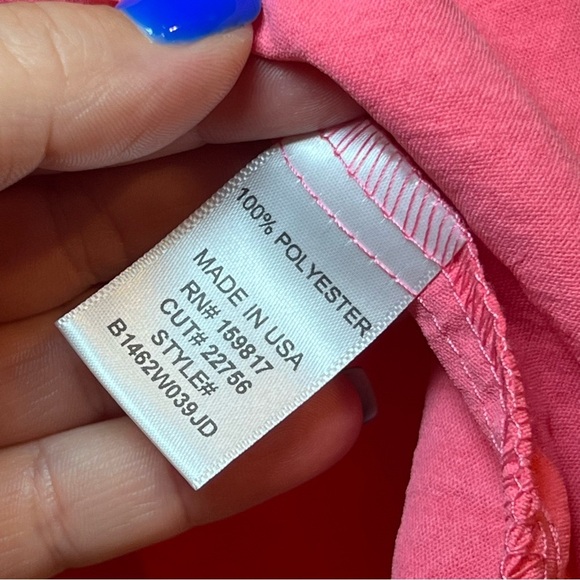 100% POLYESTER
MADE IN USA
RN# 159817
CUT# 22756
STYLE#
B1462W039JD